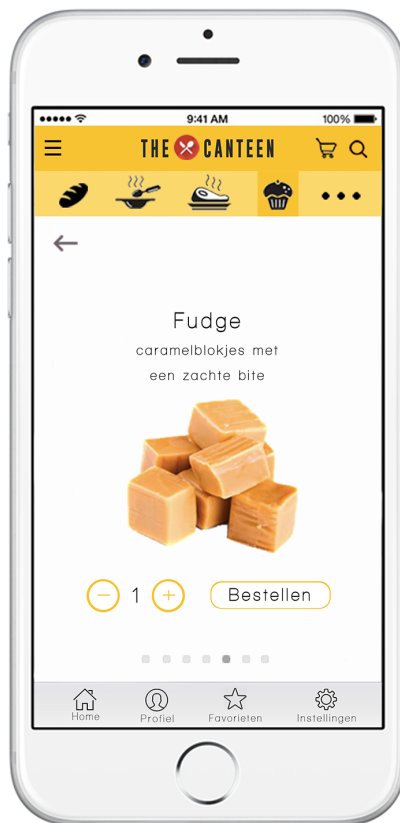 9:41 AM
100%
THE CANTEEN
Fudge
caramelblokjes met
een zachte bite
1
Bestellen
Home
Profiel
Favorieten
Instellingen